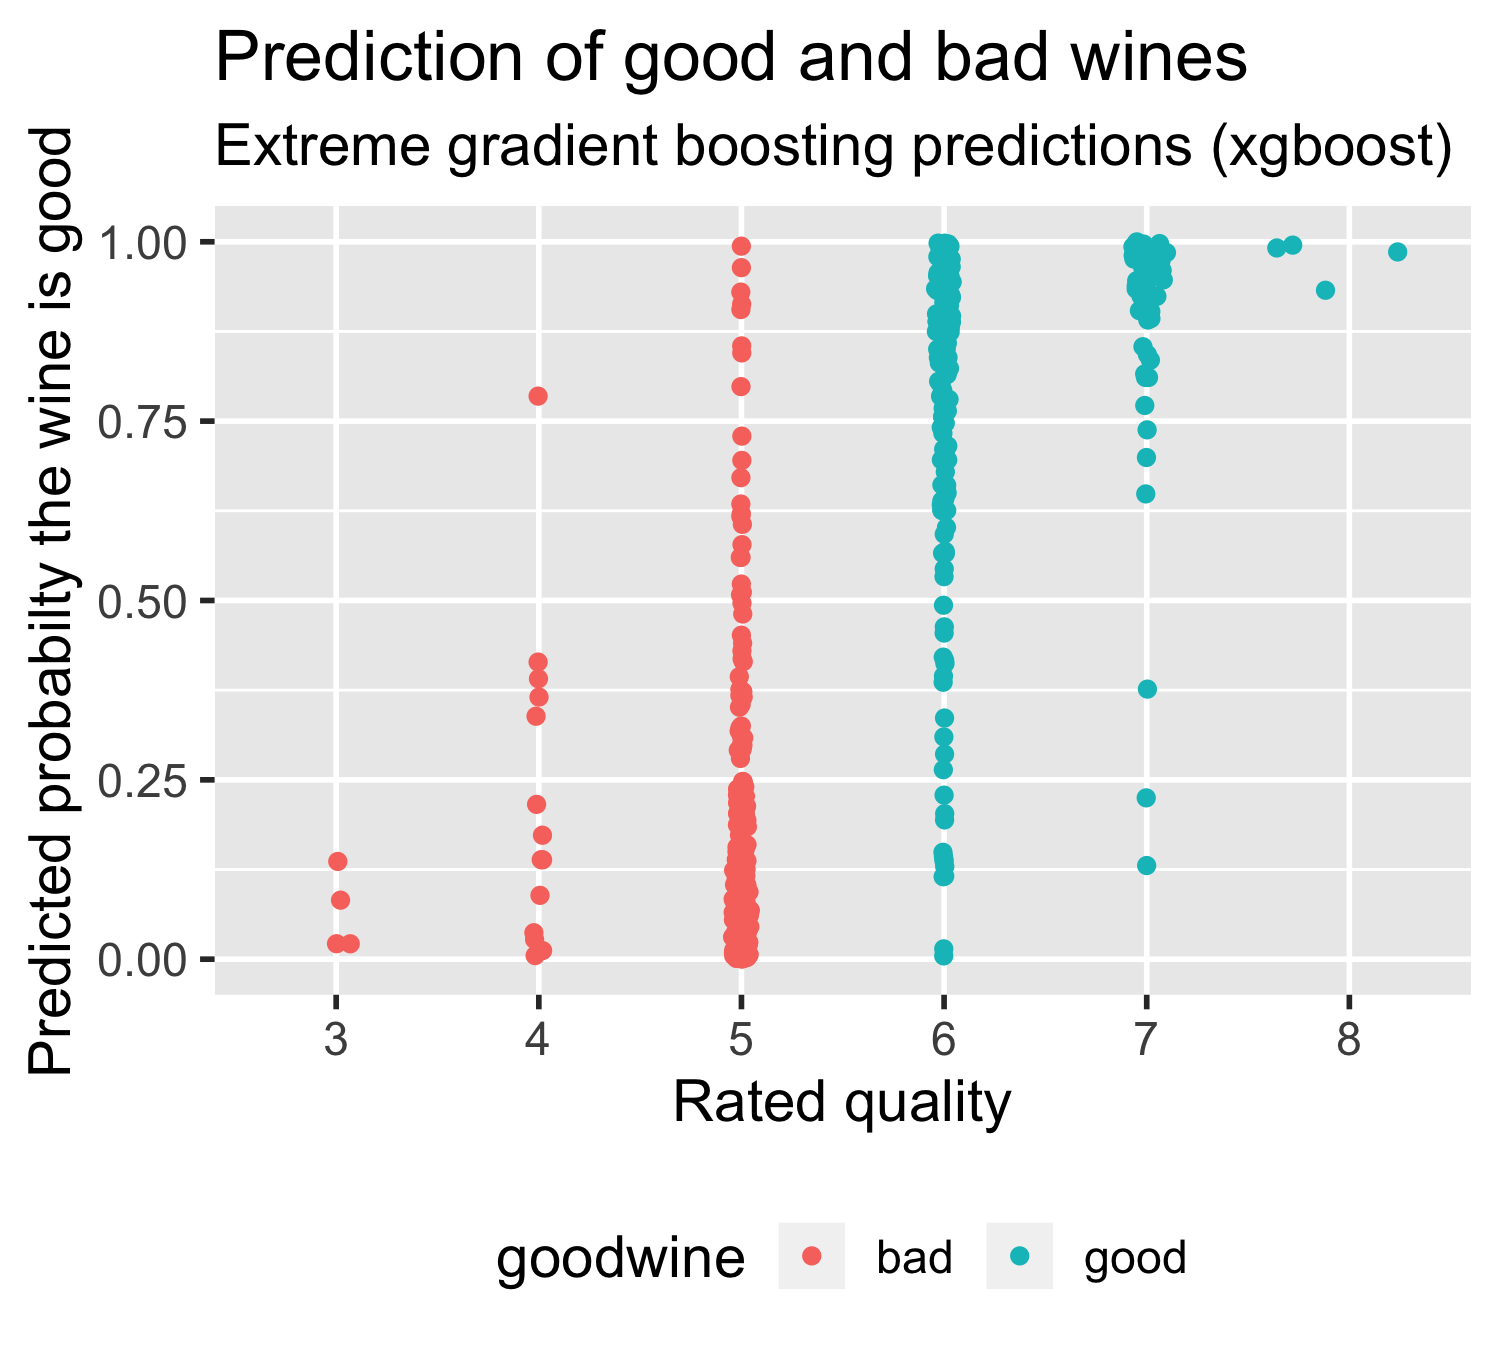 Prediction of good and bad wines
Extreme gradient boosting predictions (xgboost)
Predicted probabilty the wine is good
1.00
0.75
0.50
0.25
0.00
3 4 5 6 7 8
Rated quality
goodwine bad good